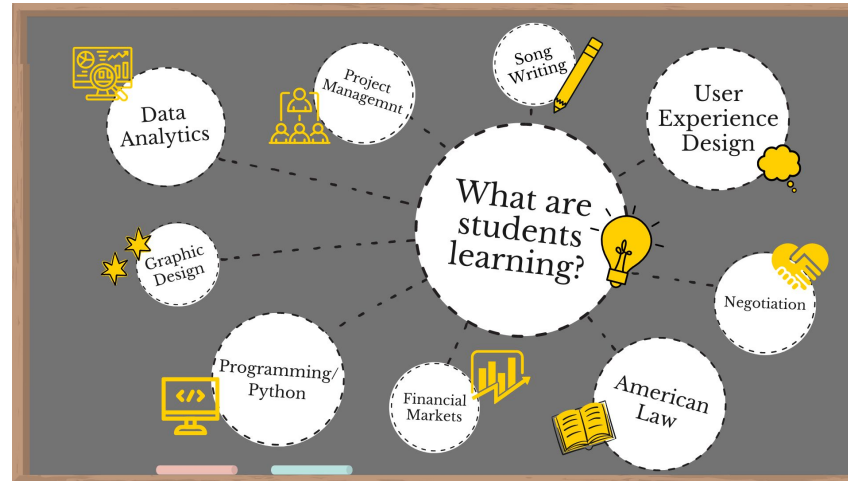 What are
students
learning?
Data
Analytics
Project
Managemnt
Song
Writing
User
Experience
Design
Graphic
Design
Negotiation
Programming/
Python
</>
Financial
Markets
American
Law